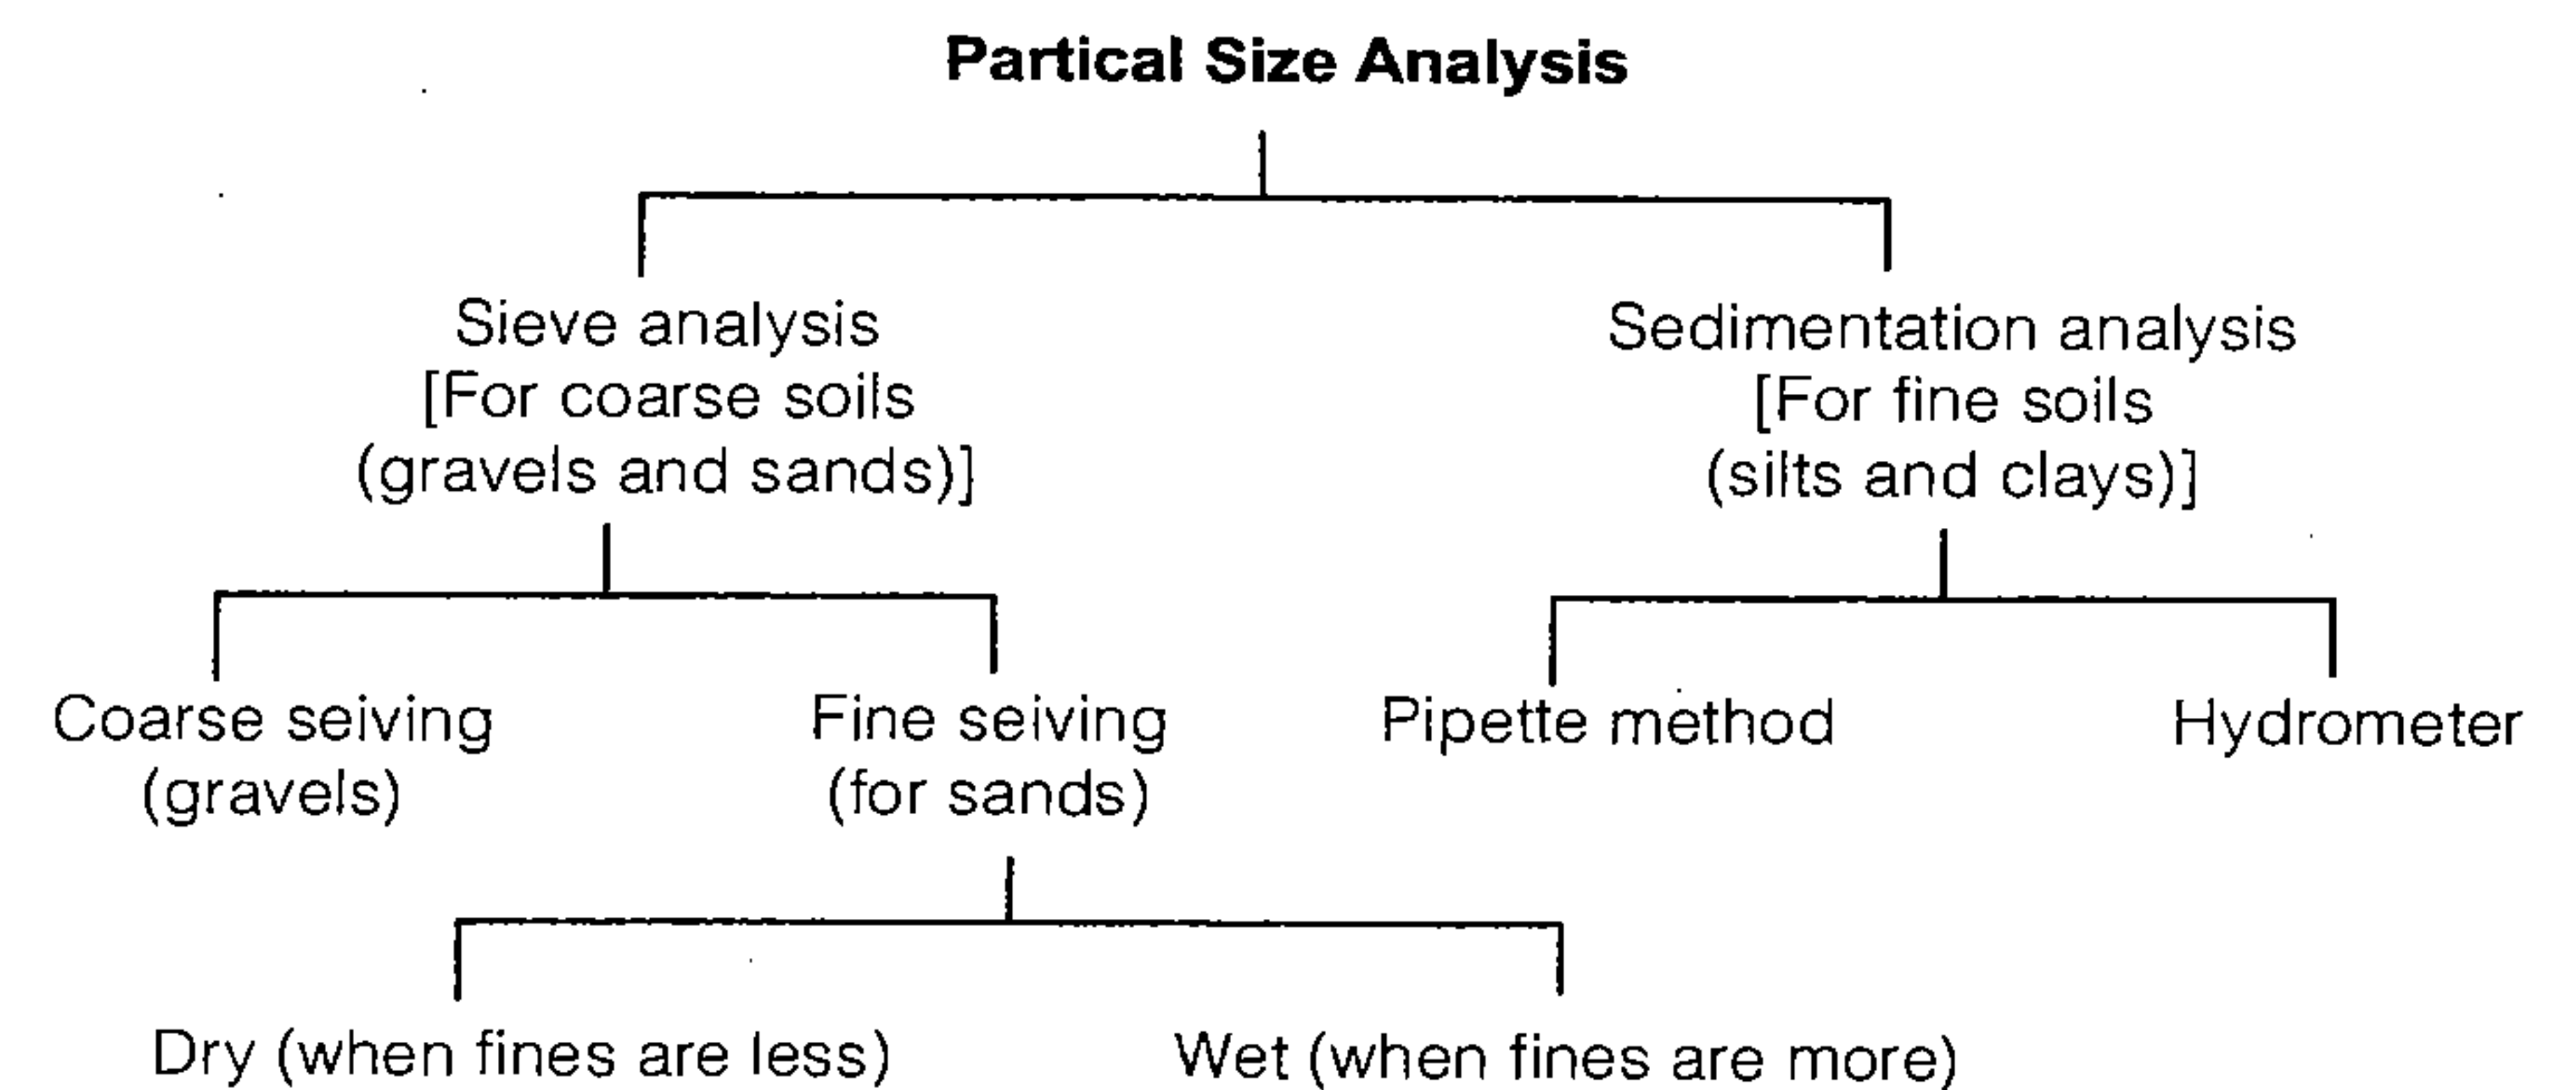 Partical Size Analysis
Sieve analysis
[For coarse soils
(gravels and sands)]
Sedimentation analysis
[For fine soils
(silts and clays)]
Coarse seiving
(gravels)
Fine seiving
(for sands)
Pipette method
Hydrometer
Dry (when fines are less)
Wet (when fines are more)